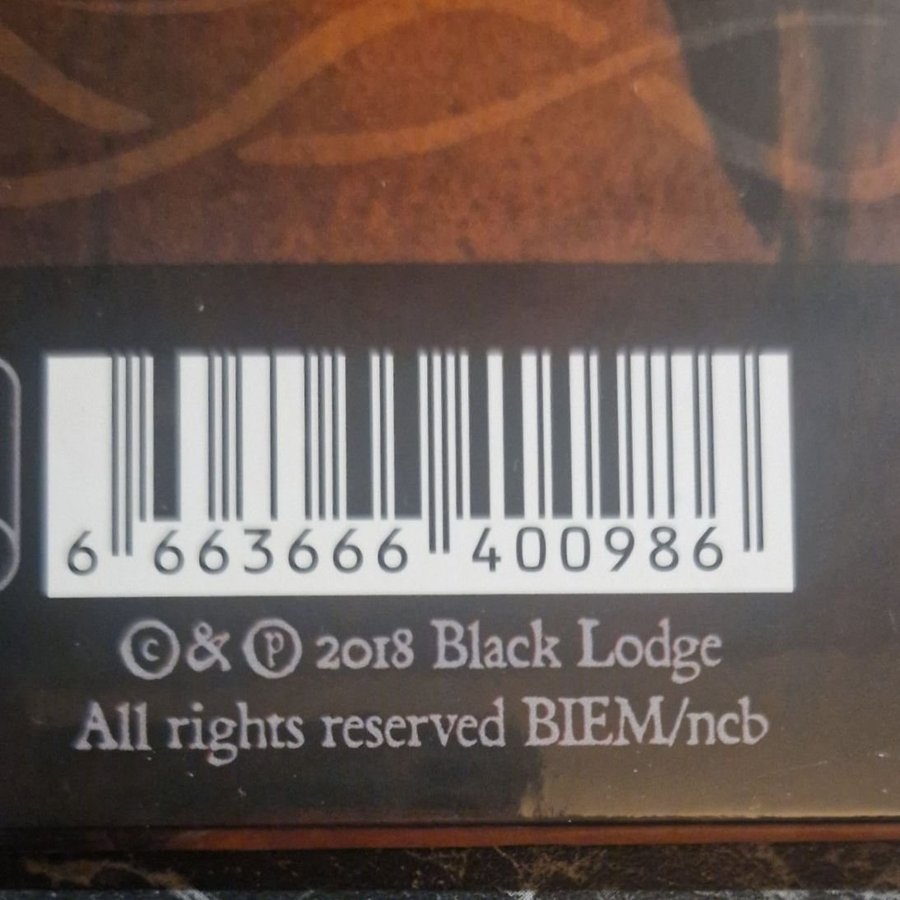 6 663666 400986
©&℗ 2018 Black Lodge
All rights reserved BIEM/ncb